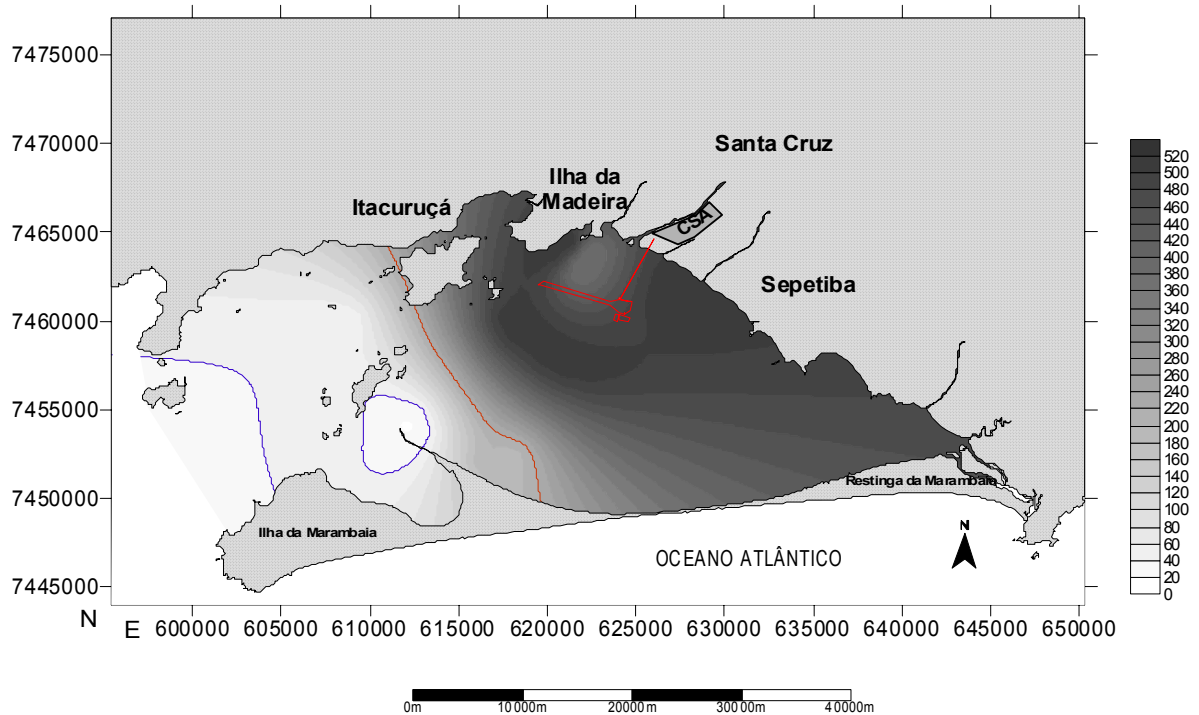 7475000
7470000
7465000
7460000
7455000
7450000
7445000
Santa Cruz
Ilha da
Madeira
Itacuruçá
CSA
Sepetiba
Restinga da Marambaia
Ilha da Marambaia
OCEANO ATLÂNTICO
N
N
E
600000 605000 610000 615000 620000 625000 630000 635000 640000 645000 650000
520
500
480
460
440
420
400
380
360
340
320
300
280
260
240
220
200
180
160
140
120
100
80
60
40
20
0
0m 10000m 20000m 30000m 40000m